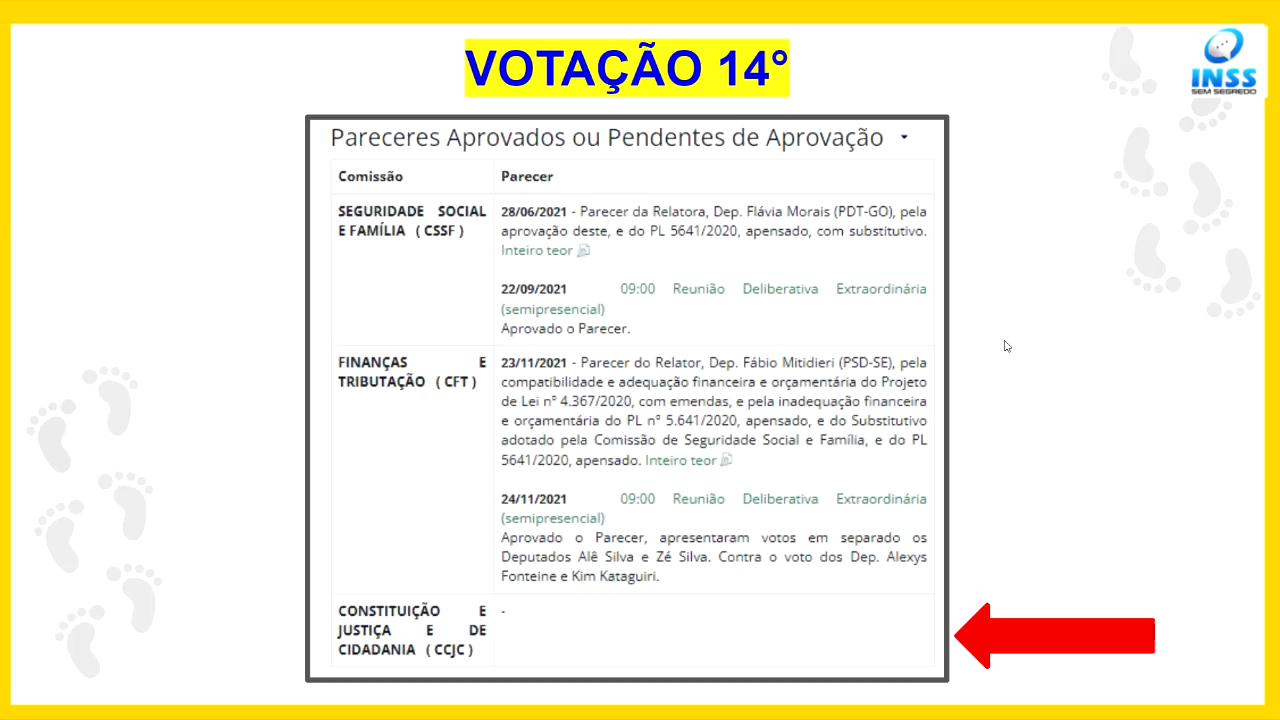 VOTAÇÃO 14°
INSS
SEM SEGREDO
Pareceres Aprovados ou Pendentes de Aprovação
Comissão Parecer
SEGURIDADE SOCIAL
E FAMÍLIA ( CSSF )
28/06/2021 - Parecer da Relatora, Dep. Flávia Morais (PDT-GO), pela
aprovação deste, e do PL 5641/2020, apensado, com substitutivo.
Inteiro teor
22/09/2021 09:00 Reunião Deliberativa Extraordinária
(semipresencial)
Aprovado o Parecer.
FINANÇAS E
TRIBUTAÇÃO ( CFT )
23/11/2021 - Parecer do Relator, Dep. Fábio Mitidieri (PSD-SE), pela
compatibilidade e adequação financeira e orçamentária do Projeto
de Lei nº 4.367/2020, com emendas, e pela inadequação financeira
e orçamentária do PL nº 5.641/2020, apensado, e do Substitutivo
adotado pela Comissão de Seguridade Social e Família, e do PL
5641/2020, apensado. Inteiro teor
24/11/2021 09:00 Reunião Deliberativa Extraordinária
(semipresencial)
Aprovado o Parecer, apresentaram votos em separado os
Deputados Alê Silva e Zé Silva. Contra o voto dos Dep. Alexys
Fonteine e Kim Kataguiri.
CONSTITUIÇÃO E
JUSTIÇA E DE
CIDADANIA ( CCJC )
-